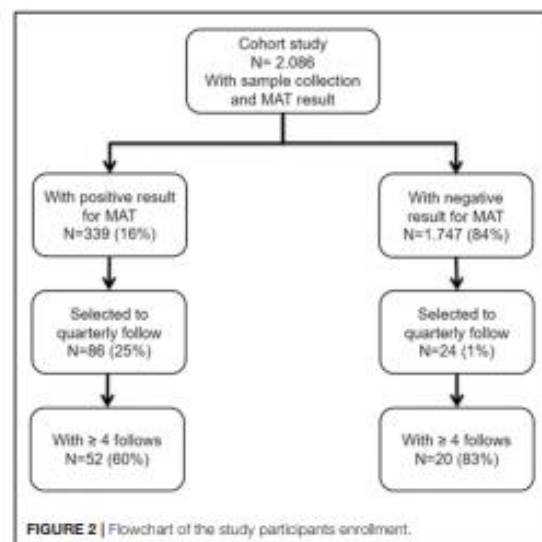 Cohort study
N= 2.086
With sample collection
and MAT result
With positive result
for MAT
N=339 (16%)
With negative
result for MAT
N=1.747 (84%)
Selected to
quarterly follow
N=86 (25%)
Selected to
quarterly follow
N=24 (1%)
With ≥ 4 follows
N=52 (60%)
With ≥ 4 follows
N=20 (83%)
FIGURE 2 | Flowchart of the study participants enrollment.